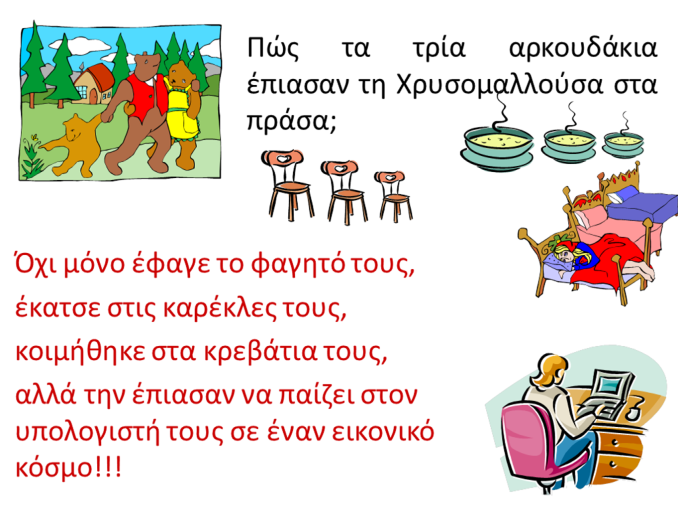 Πώς τα τρία αρκουδάκια
έπιασαν τη Χρυσομαλλούσα στα
πράσα;
Όχι μόνο έφαγε το φαγητό τους,
έκατσε στις καρέκλες τους,
κοιμήθηκε στα κρεβάτια τους,
αλλά την έπιασαν να παίζει στον
υπολογιστή τους σε έναν εικονικό
κόσμο!!!